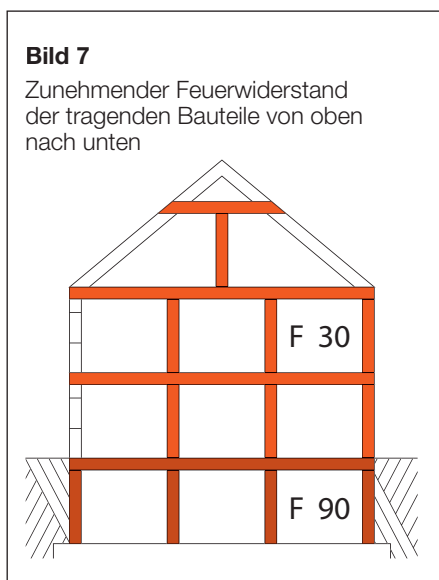 Bild 7
Zunehmender Feuerwiderstand
der tragenden Bauteile von oben
nach unten
F 30
F 90